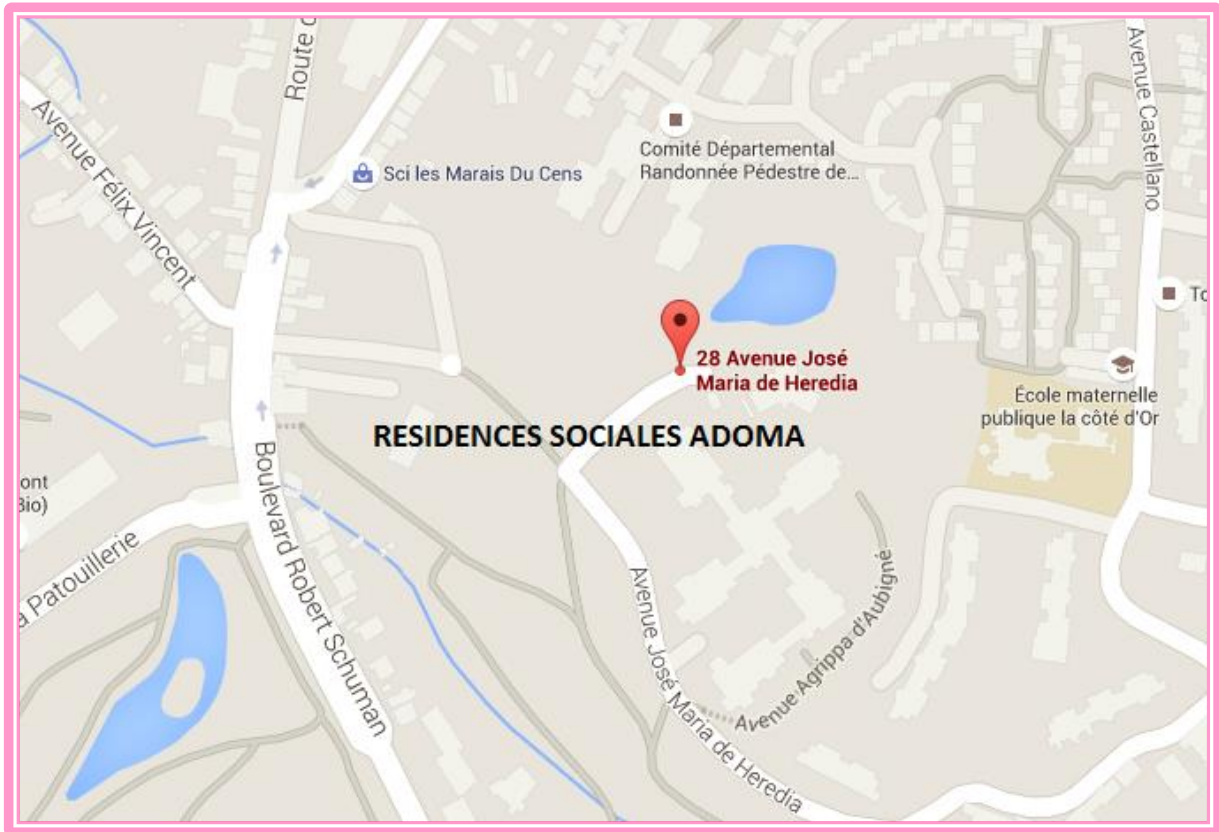 Route
Avenue Félix Vincent
Sci les Marais Du Cens
Comité Départemental
Randonnée Pédestre de...
Avenue Castellano
28 Avenue José
Maria de Heredia
École maternelle
publique la côté d'Or
RESIDENCES SOCIALES ADOMA
Bio)
Patouillerie
Boulevard Robert Schuman
Avenue José Maria de Heredia
Avenue Agrippa d'Aubigné